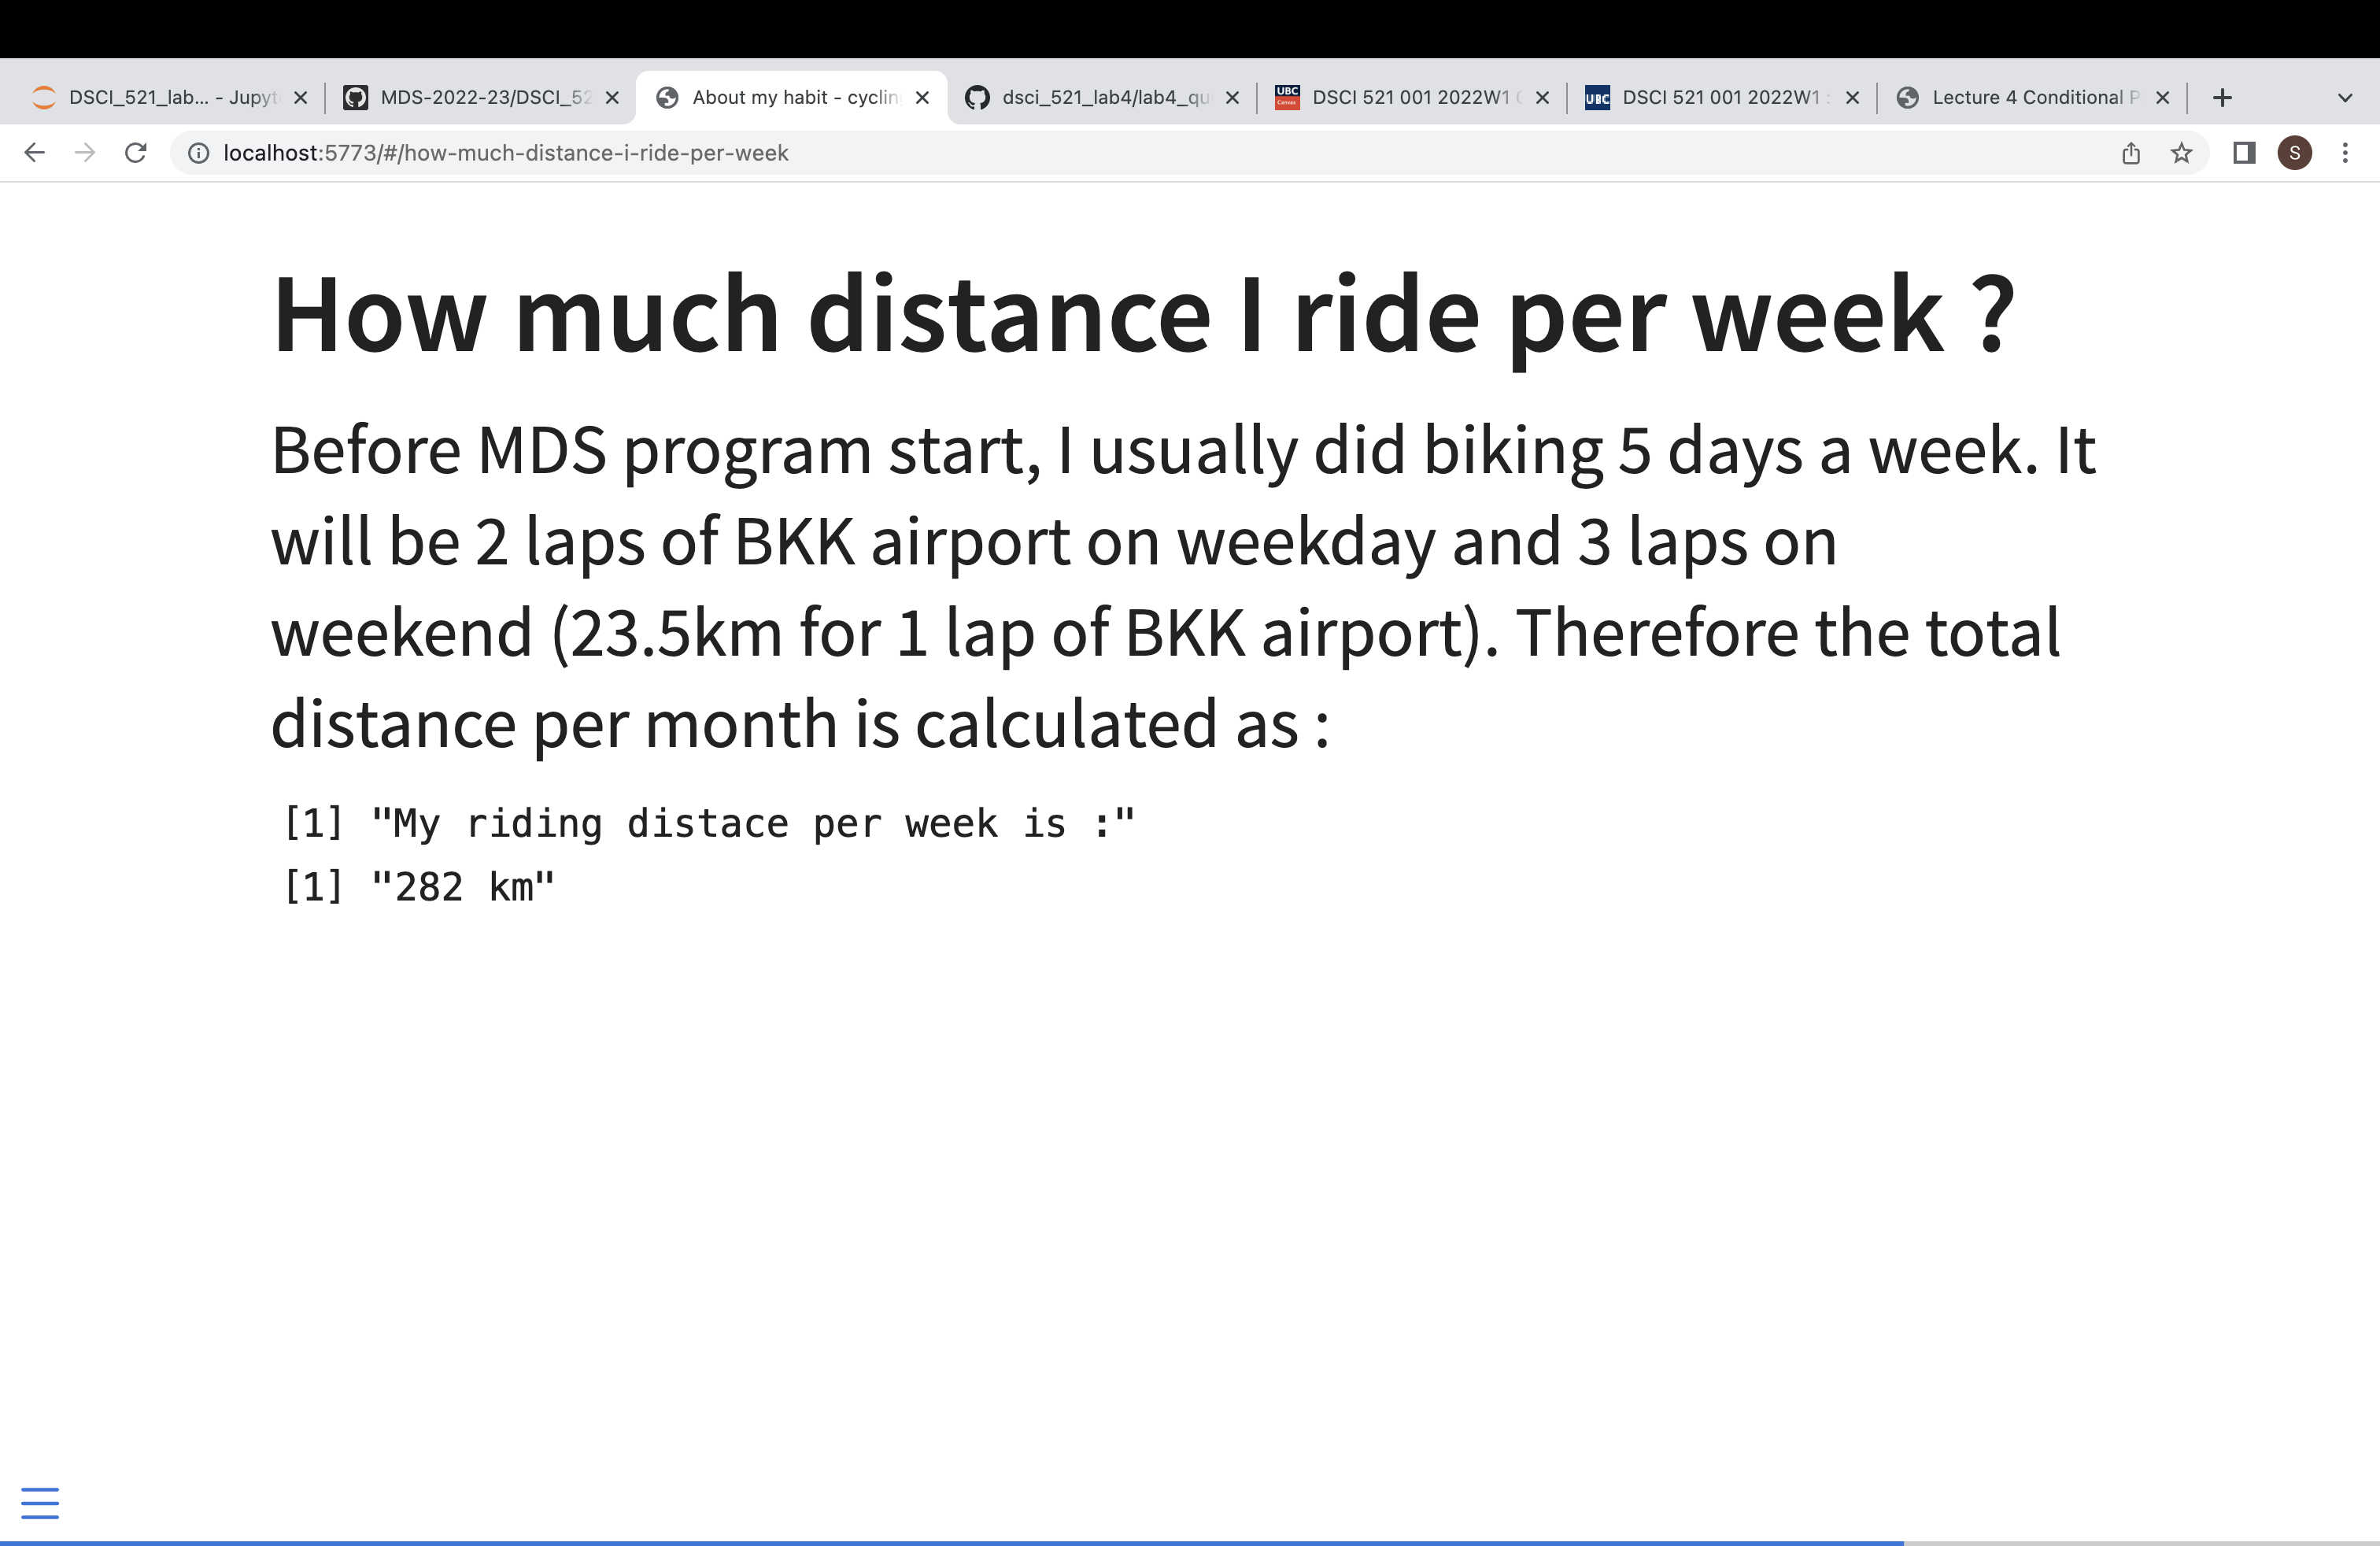 DSCI_521_lab... - Jupyt
MDS-2022-23/DSCI_52
About my habit - cyclin
dsci_521_lab4/lab4_qu
UBC
Canvas
DSCI 521 001 2022W1
UBC
DSCI 521 001 2022W1 :
Lecture 4 Conditional P
localhost:5773/#/how-much-distance-i-ride-per-week
S
How much distance I ride per week ?
Before MDS program start, I usually did biking 5 days a week. It
will be 2 laps of BKK airport on weekday and 3 laps on
weekend (23.5km for 1 lap of BKK airport). Therefore the total
distance per month is calculated as :
[1] "My riding distace per week is :"
[1] "282 km"